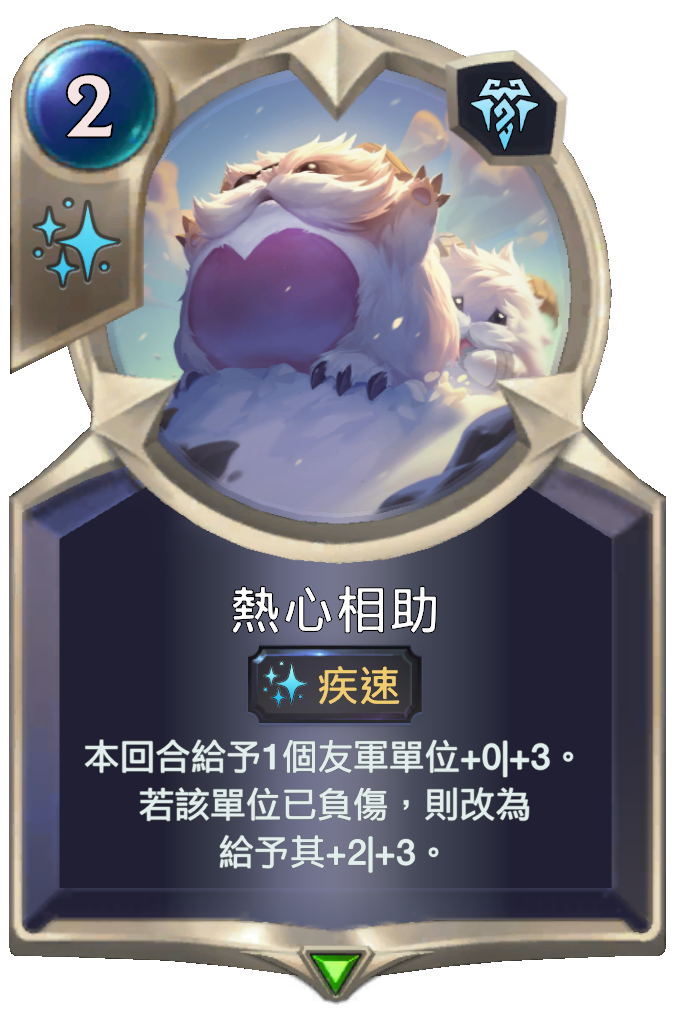 2
熱心相助
疾速
本回合給予1個友軍單位+0|+3。
若該單位已負傷，則改為
給予其+2|+3。